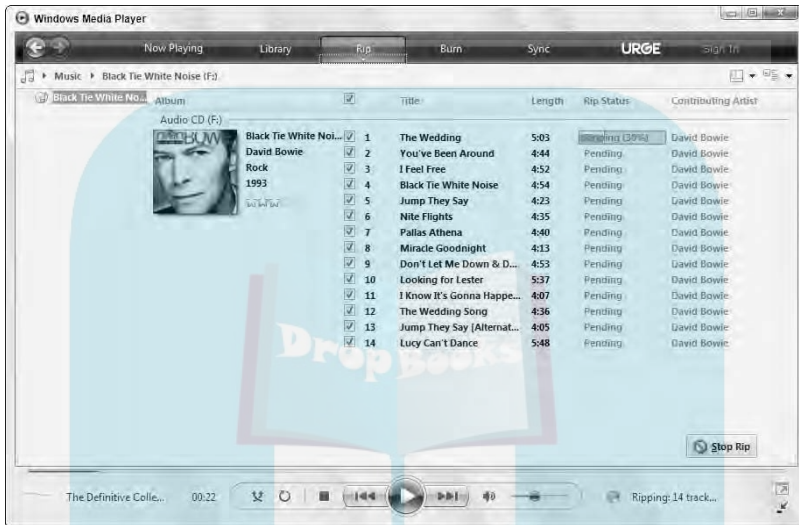 Windows Media Player
Now Playing Library Rip Burn Sync URGE Sign In
Music Black Tie White Noise (F:)
Black Tie White No...
Album Title Length Rip Status Contributing Artist
Audio CD (F:)
Black Tie White Noi... 1 The Wedding 5:03 David Bowie
David Bowie 2 You've Been Around 4:44 Pending David Bowie
Rock 3 I Feel Free 4:52 Pending David Bowie
1993 4 Black Tie White Noise 4:54 Pending David Bowie
5 Jump They Say 4:23 Pending David Bowie
6 Nite Flights 4:35 Pending David Bowie
7 Pallas Athena 4:40 Pending David Bowie
8 Miracle Goodnight 4:13 Pending David Bowie
9 Don't Let Me Down & D... 4:53 Pending David Bowie
10 Looking for Lester 5:37 Pending David Bowie
11 I Know It's Gonna Happe... 4:07 Pending David Bowie
12 The Wedding Song 4:36 Pending David Bowie
13 Jump They Say [Alternat... 4:05 Pending David Bowie
14 Lucy Can't Dance 5:48 Pending David Bowie
Drop Books
Stop Rip
The Definitive Colle... 00:22 Ripping: 14 track...